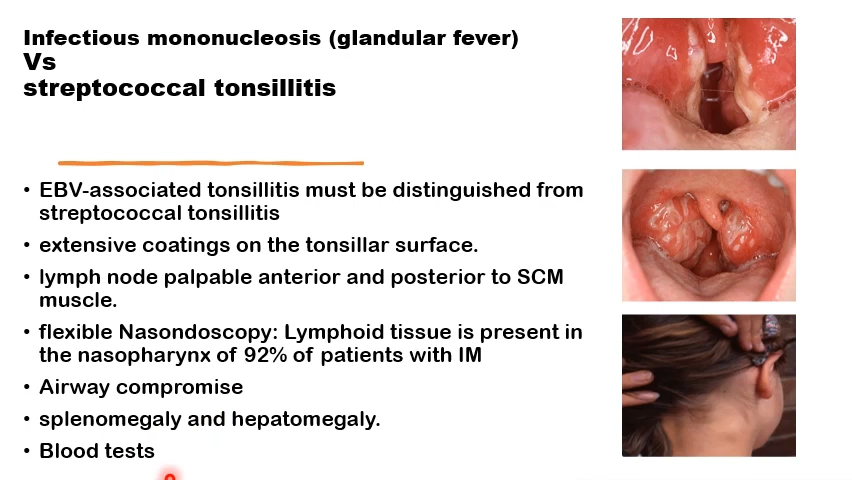 Infectious mononucleosis (glandular fever)
Vs
streptococcal tonsillitis
• EBV-associated tonsillitis must be distinguished from
streptococcal tonsillitis
• extensive coatings on the tonsillar surface.
• lymph node palpable anterior and posterior to SCM
muscle.
• flexible Nasondoscopy: Lymphoid tissue is present in
the nasopharynx of 92% of patients with IM
• Airway compromise
• splenomegaly and hepatomegaly.
• Blood tests